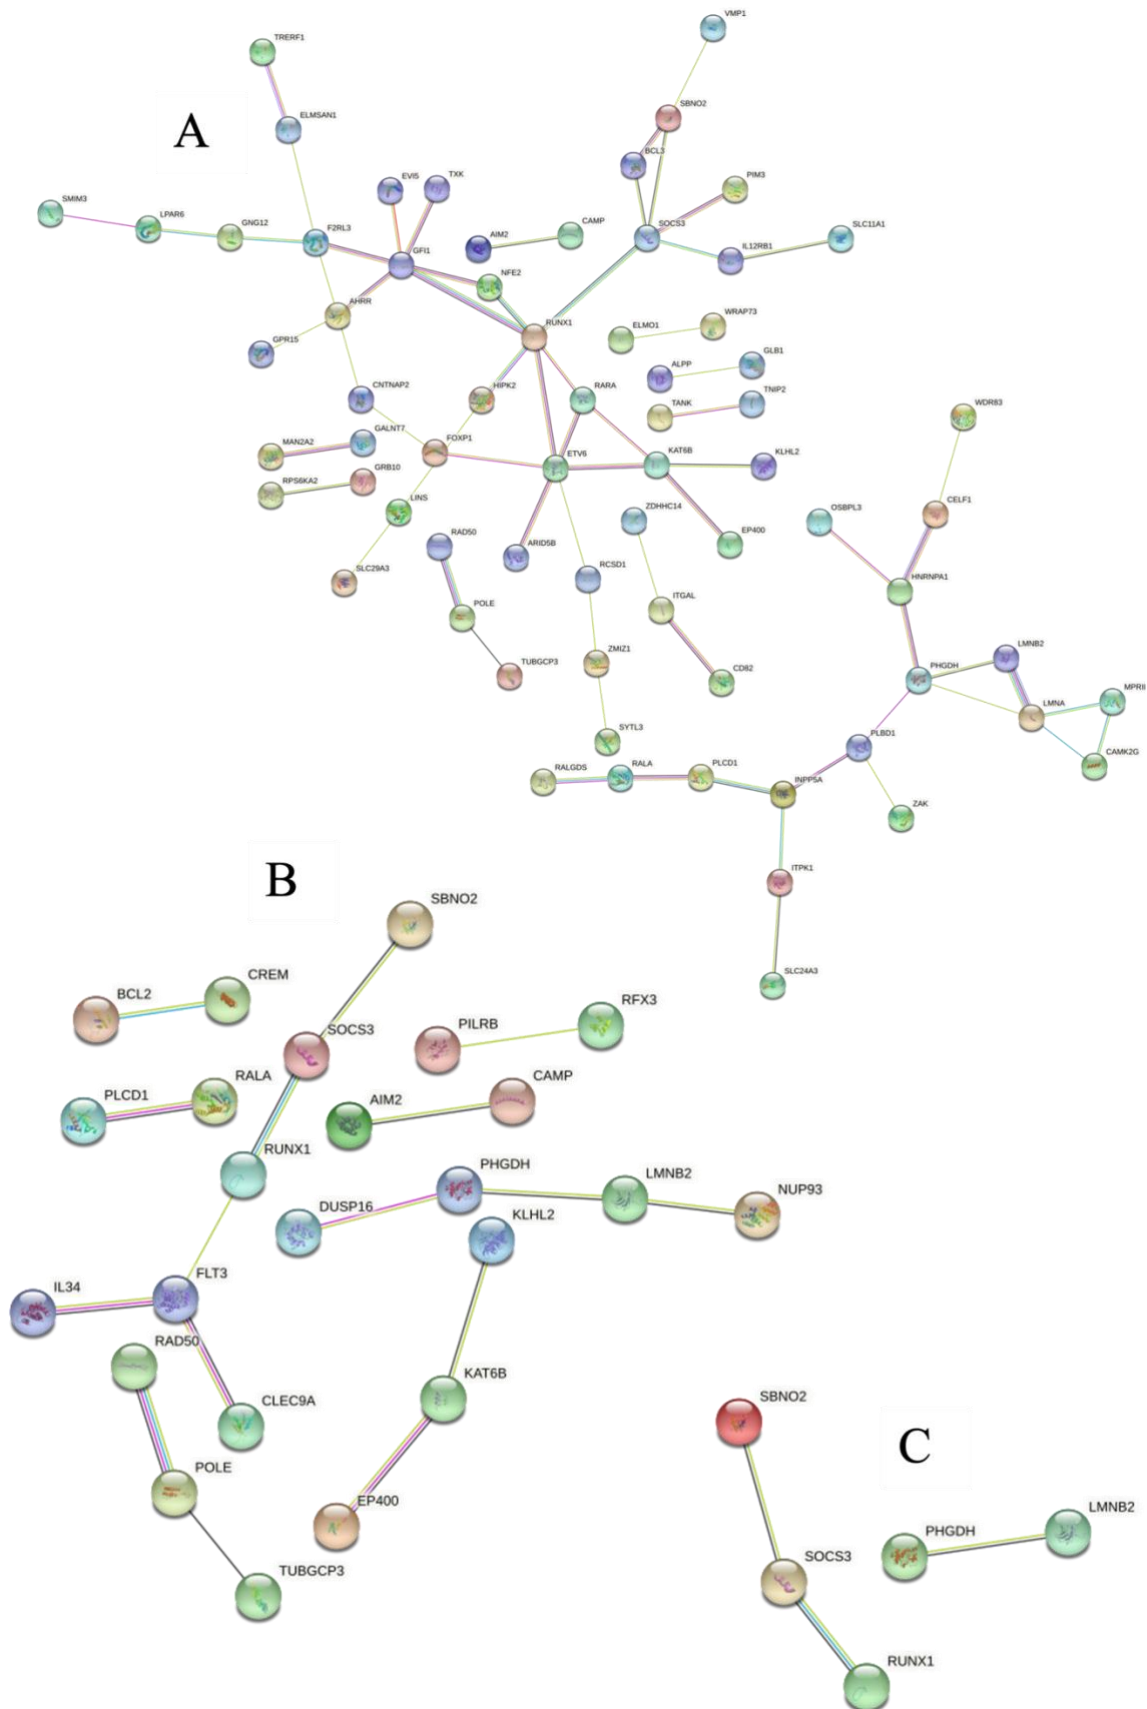 VMP1
TRERF1
SBNO2
ELMSAN1
A
BCL3
EVI5
TXK
PIM3
SMIM3
LPAR6
GNG12
F2RL3
CAMP
SOCS3
SLC11A1
AIM2
GFI1
IL12RB1
NFE2
AHRR
RUNX1
ELMO1
WRAP73
GPR15
ALPP
GLB1
CNTNAP2
HIPK2
RARA
TANK
TNIP2
WDR83
MAN2A2
GALNT7
FOXP1
ETV6
KAT6B
KLHL2
RPS6KA2
GRB10
LINS
ZDHHC14
OSBPL3
CELF1
RAD50
ARID5B
EP400
SLC29A3
RCSD1
HNRNPA1
POLE
ITGAL
TUBGCP3
ZMIZ1
CD82
PHGDH
LMNB2
LMNA
MPRIP
SYTL3
PLBD1
CAMK2G
RALGDS
RALA
PLCD1
INPP5A
ZAK
ITPK1
SLC24A3
B
SBNO2
BCL2
CREM
SOCS3
PILRB
RFX3
PLCD1
RALA
AIM2
CAMP
RUNX1
DUSP16
PHGDH
LMNB2
NUP93
KLHL2
IL34
FLT3
RAD50
CLEC9A
KAT6B
POLE
EP400
TUBGCP3
C
SBNO2
PHGDH
LMNB2
SOCS3
RUNX1